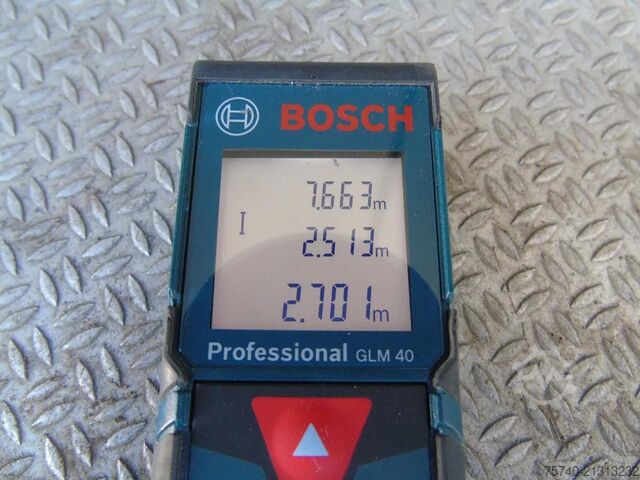 BOSCH
7.663m
I
2.513m
2.701m
Professional GLM 40
75740-21313232